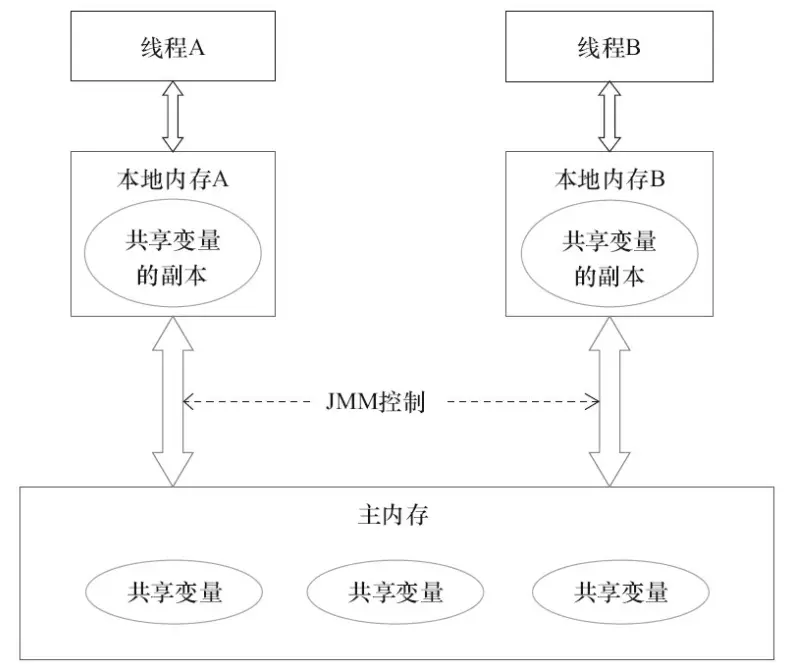 线程A
线程B
本地内存A
共享变量
的副本
本地内存B
共享变量
的副本
JMM控制
主内存
共享变量
共享变量
共享变量